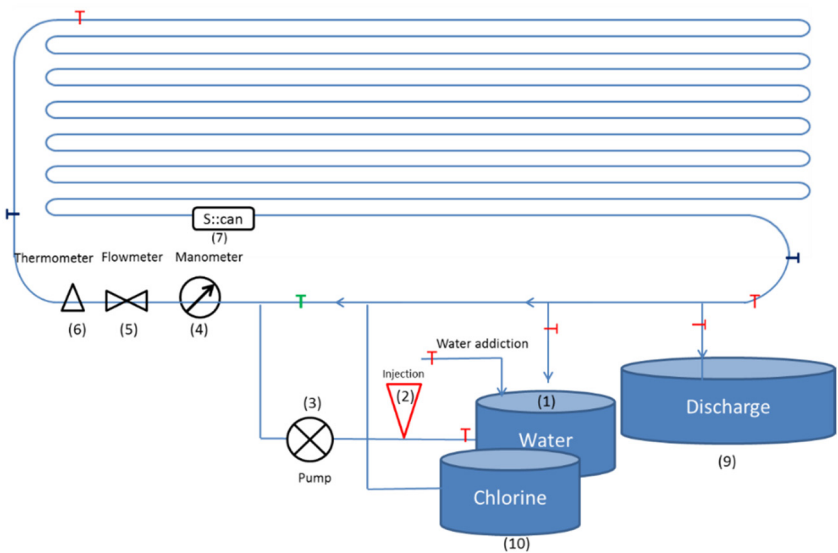 S::can
(7)
Thermometer Flowmeter Manometer
(6) (5) (4)
Water addiction
Injection
(2)
(3)
Pump
(1)
Water
Discharge
(9)
Chlorine
(10)